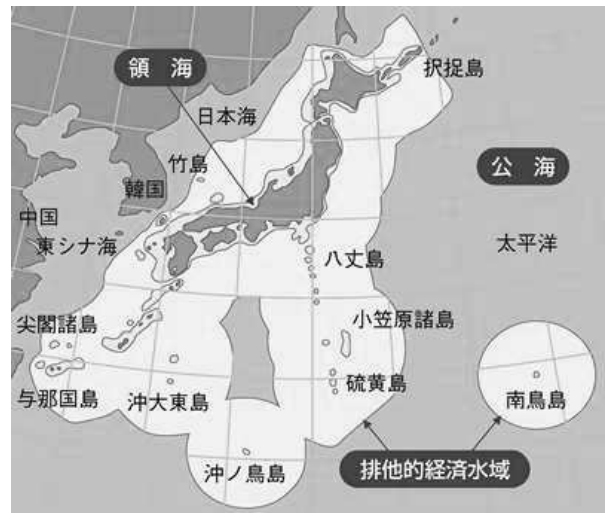 領海
択捉島
日本海
竹島
公海
韓国
中国
東シナ海
太平洋
八丈島
尖閣諸島
小笠原諸島
硫黄島
与那国島
沖大東島
南鳥島
沖ノ鳥島
排他的経済水域